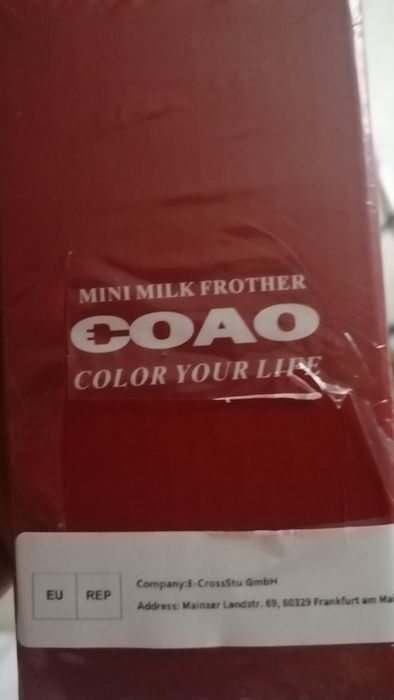 MINI MILK FROTHER
COAO
COLOR YOUR LIFE
EU REP
Company:E-CrossStu GmbH
Address: Mainzer Landstr. 69, 60329 Frankfurt am Mai